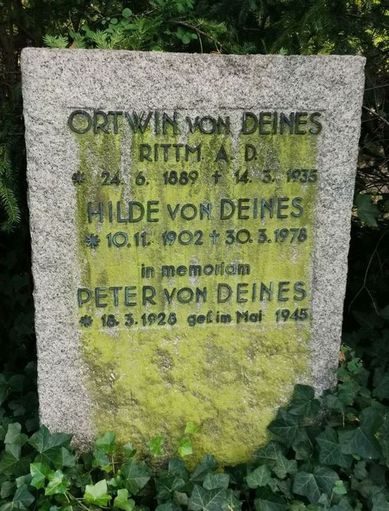 ORTWIN VON DEINES
RITTM. A. D.
* 24. 6. 1889 † 14. 3. 1935
HILDE VON DEINES
* 10. 11. 1902 † 30. 3. 1978
in memoriam
PETER VON DEINES
* 18. 3. 1928 gef. im Mai 1945